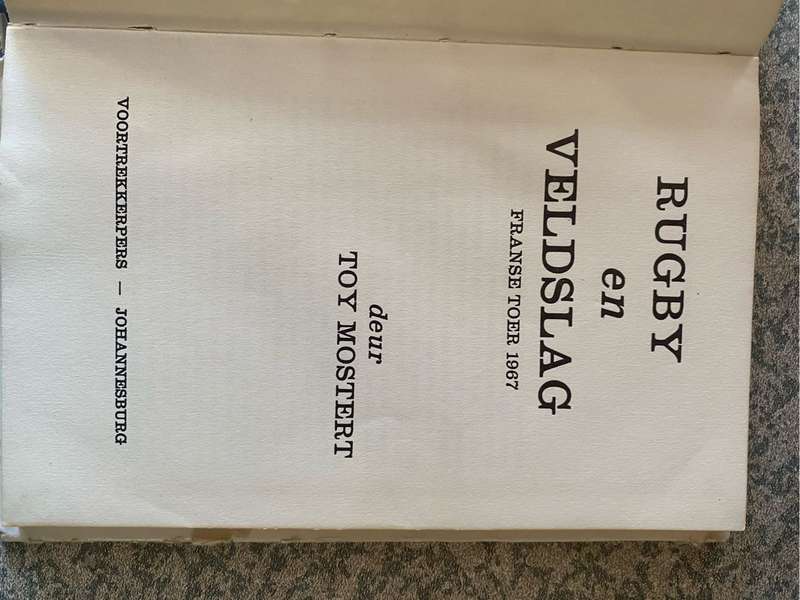 RUGBY
en
VELDSLAG
FRANSE TOER 1967
deur
TOY MOSTERT
VOORTREKKERPERS — JOHANNESBURG